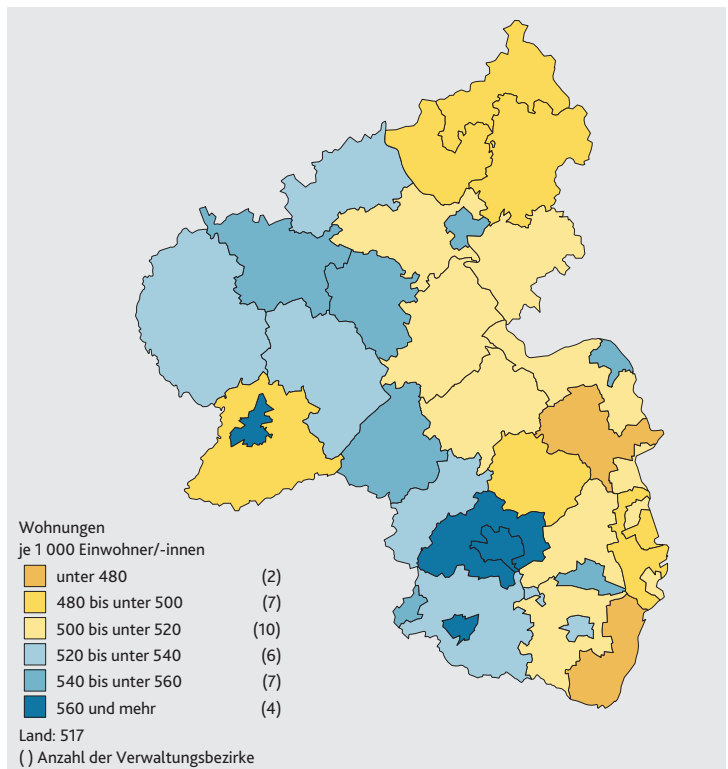 Wohnungen
je 1 000 Einwohner/-innen
unter 480 (2)
480 bis unter 500 (7)
500 bis unter 520 (10)
520 bis unter 540 (6)
540 bis unter 560 (7)
560 und mehr (4)
Land: 517
( ) Anzahl der Verwaltungsbezirke